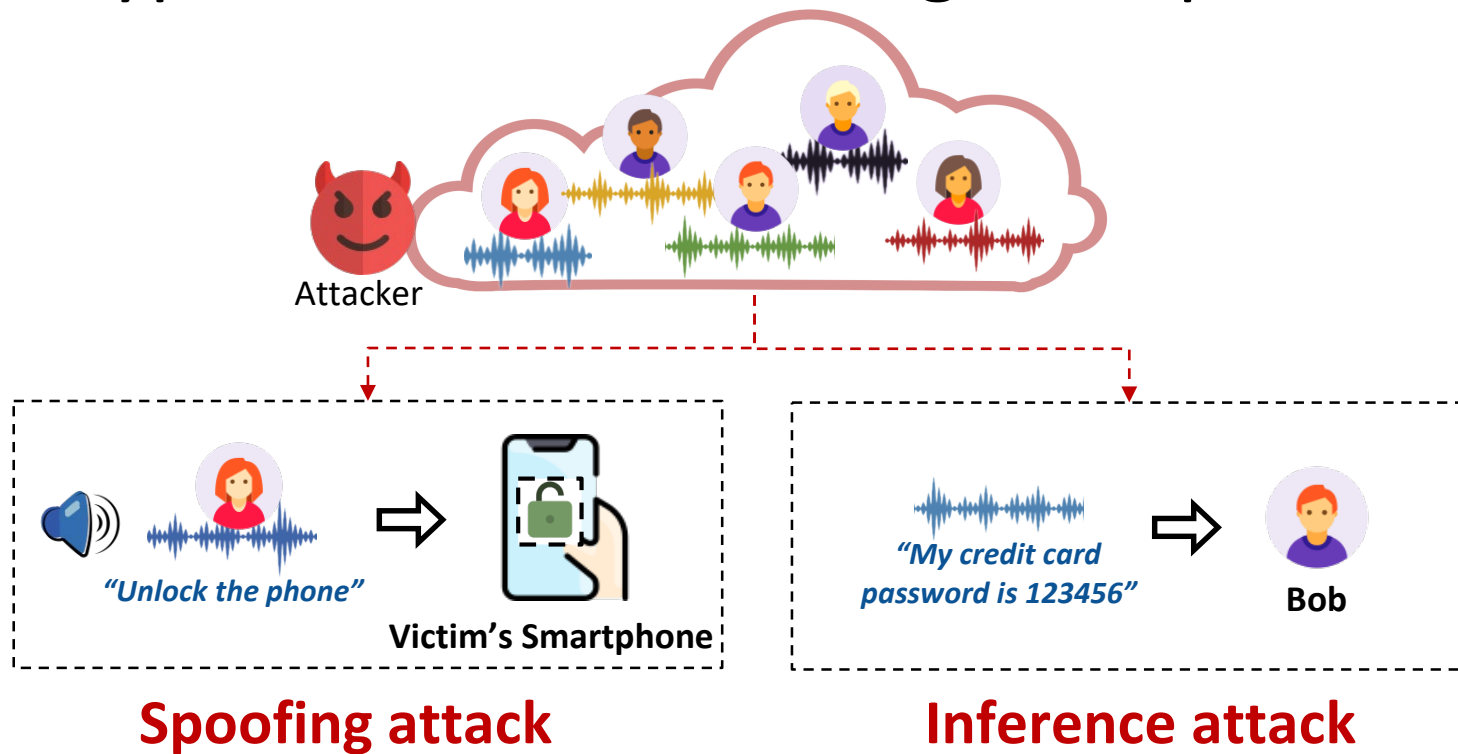 Attacker
“Unlock the phone”
Victim’s Smartphone
“My credit card
password is 123456”
Bob
Spoofing attack
Inference attack